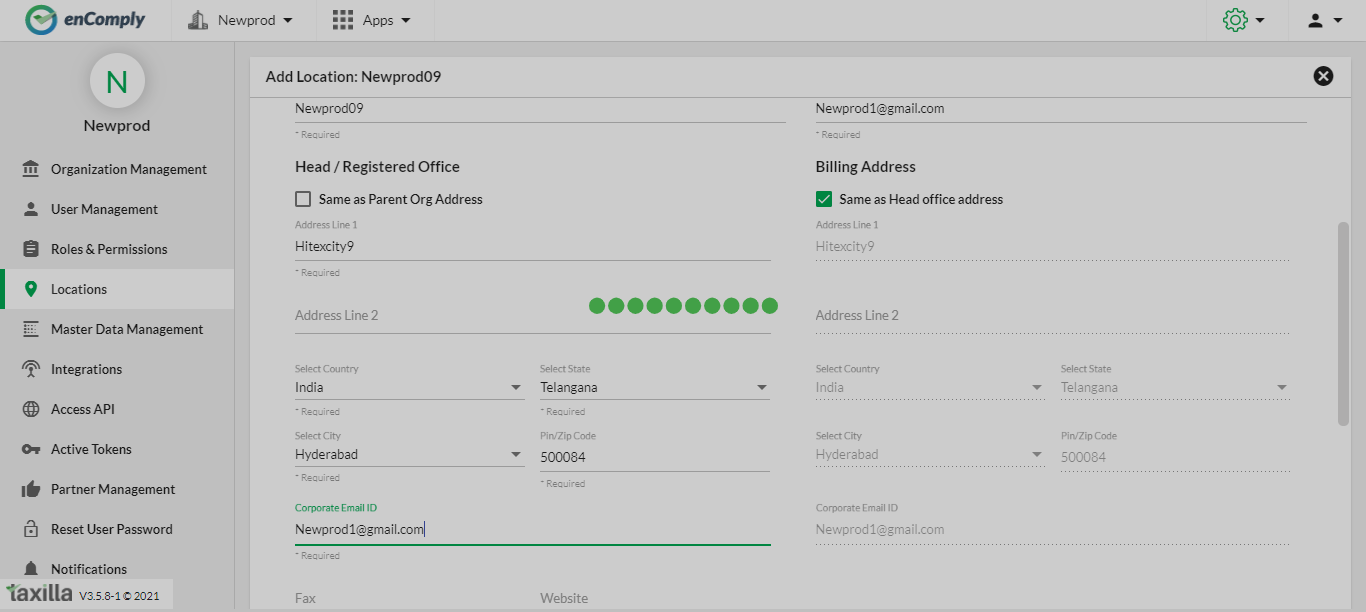 enComply
Newprod
Apps
N
Newprod
Organization Management
User Management
Roles & Permissions
Locations
Master Data Management
Integrations
Access API
Active Tokens
Partner Management
Reset User Password
Notifications
taxilla V3.5.8-1 © 2021
Add Location: Newprod09
Newprod09 Newprod1@gmail.com
* Required * Required
Head / Registered Office Billing Address
Same as Parent Org Address Same as Head office address
Address Line 1 Address Line 1
Hitexcity9 Hitexcity9
* Required
Address Line 2 Address Line 2
Select Country Select State Select Country Select State
India Telangana India Telangana
* Required * Required
Select City Pin/Zip Code Select City Pin/Zip Code
Hyderabad 500084 Hyderabad 500084
* Required * Required
Corporate Email ID Corporate Email ID
Newprod1@gmail.com Newprod1@gmail.com
* Required
Fax Website